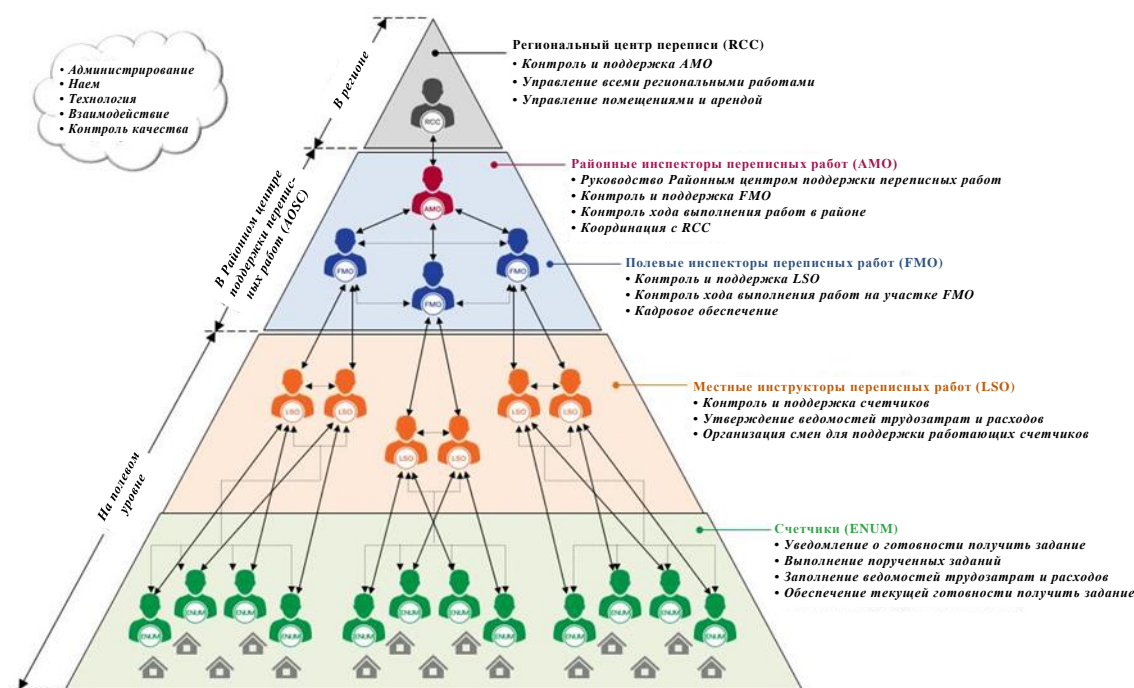 • Администрирование
• Наем
• Технология
• Взаимодействие
• Контроль качества
В регионе
Региональный центр переписи (RCC)
• Контроль и поддержка АМО
• Управление всеми региональными работами
• Управление помещениями и арендой
RCC
В Районном центре
поддержки перепис-
ных работ (AOSC)
Районные инспекторы переписных работ (АМО)
• Руководство Районным центром поддержки переписных работ
• Контроль и поддержка FMO
• Контроль хода выполнения работ в районе
• Координация с RCC
AMO
Полевые инспекторы переписных работ (FMO)
• Контроль и поддержка LSO
• Контроль хода выполнения работ на участке FMO
• Кадровое обеспечение
FMO FMO
FMO
На полевом
уровне
Местные инструкторы переписных работ (LSO)
• Контроль и поддержка счетчиков
• Утверждение ведомостей трудозатрат и расходов
• Организация смен для поддержки работающих счетчиков
LSO LSO LSO LSO
LSO LSO
Счетчики (ENUM)
• Уведомление о готовности получить задание
• Выполнение порученных заданий
• Заполнение ведомостей трудозатрат и расходов
• Обеспечение текущей готовности получить задание
ENUM ENUM ENUM ENUM ENUM ENUM
ENUM ENUM ENUM ENUM ENUM ENUM